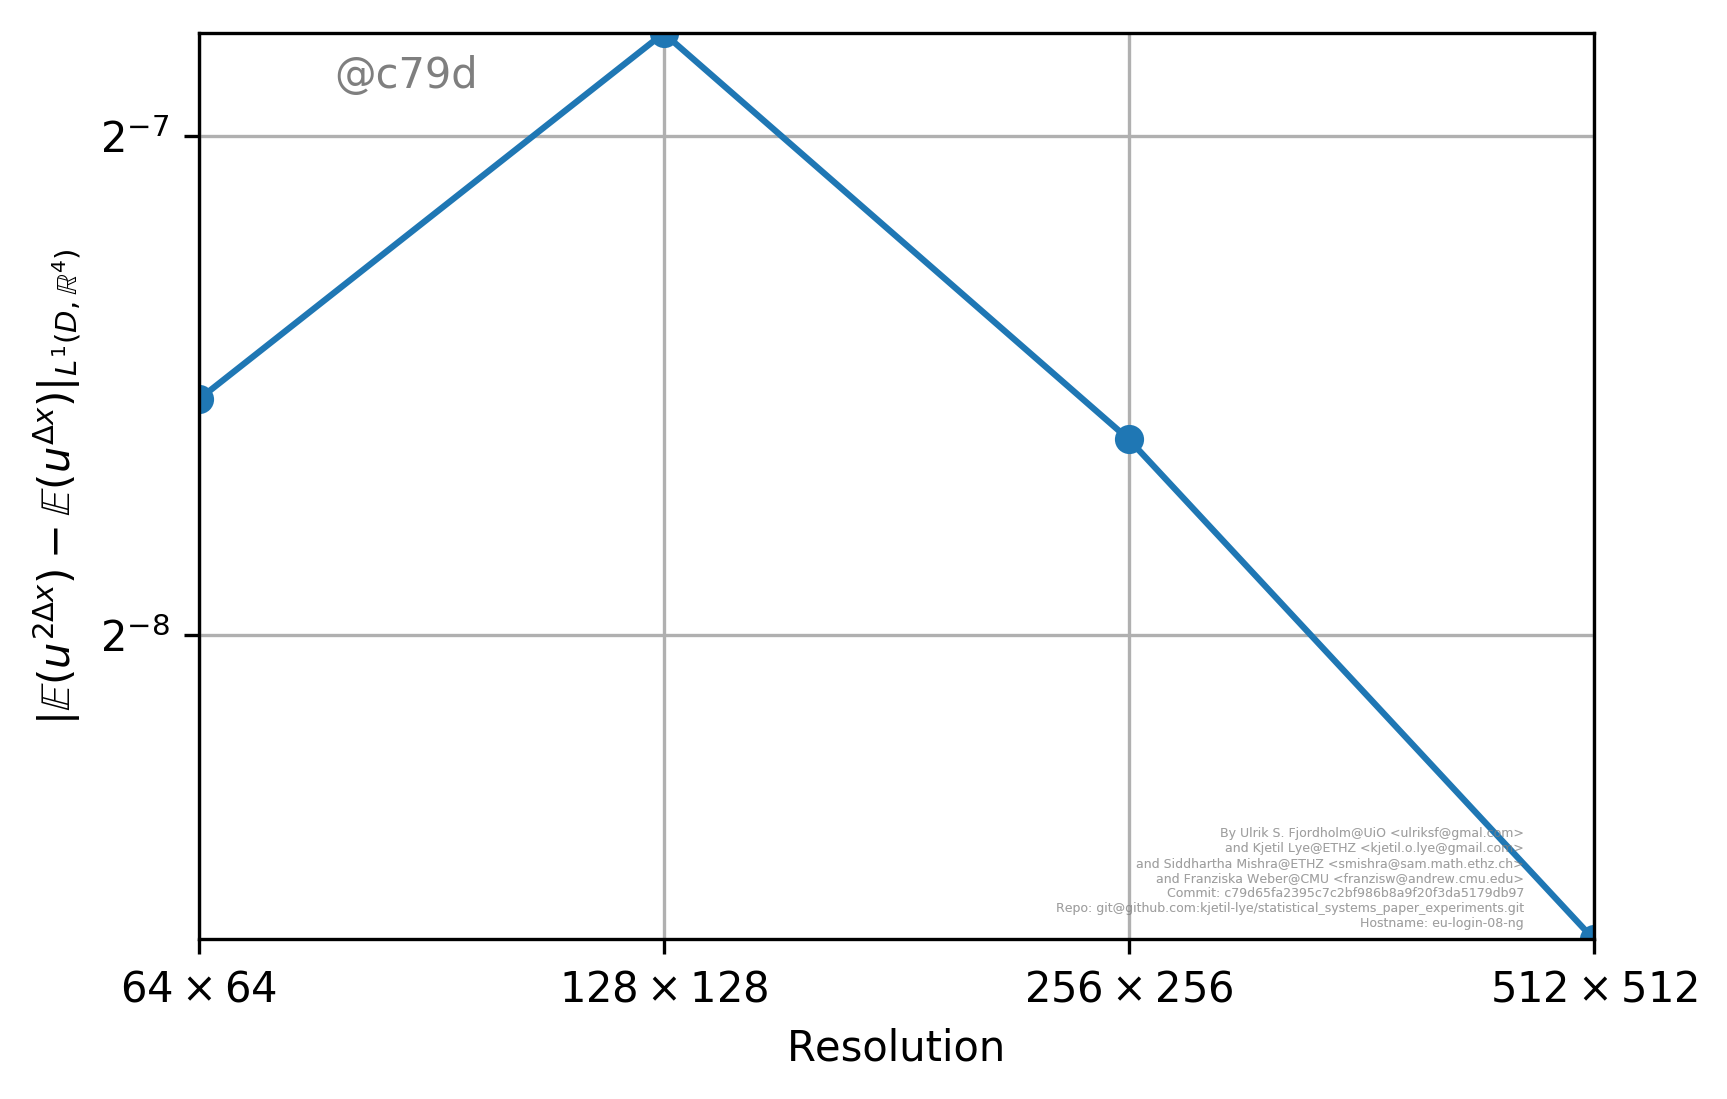 @c79d
2⁻⁷
2⁻⁸
|𝔼(u^{2Δx}) − 𝔼(u^{Δx})|_{L¹(D, ℝ⁴)}
By Ulrik S. Fjordholm@UiO <ulriksf@gmal.com>
and Kjetil Lye@ETHZ <kjetil.o.lye@gmail.com>
and Siddhartha Mishra@ETHZ <smishra@sam.math.ethz.ch>
and Franziska Weber@CMU <franzisw@andrew.cmu.edu>
Commit: c79d65fa2395c7c2bf986b8a9f20f3da5179db97
Repo: git@github.com:kjetil-lye/statistical_systems_paper_experiments.git
Hostname: eu-login-08-ng
64 × 64 128 × 128 256 × 256 512 × 512
Resolution